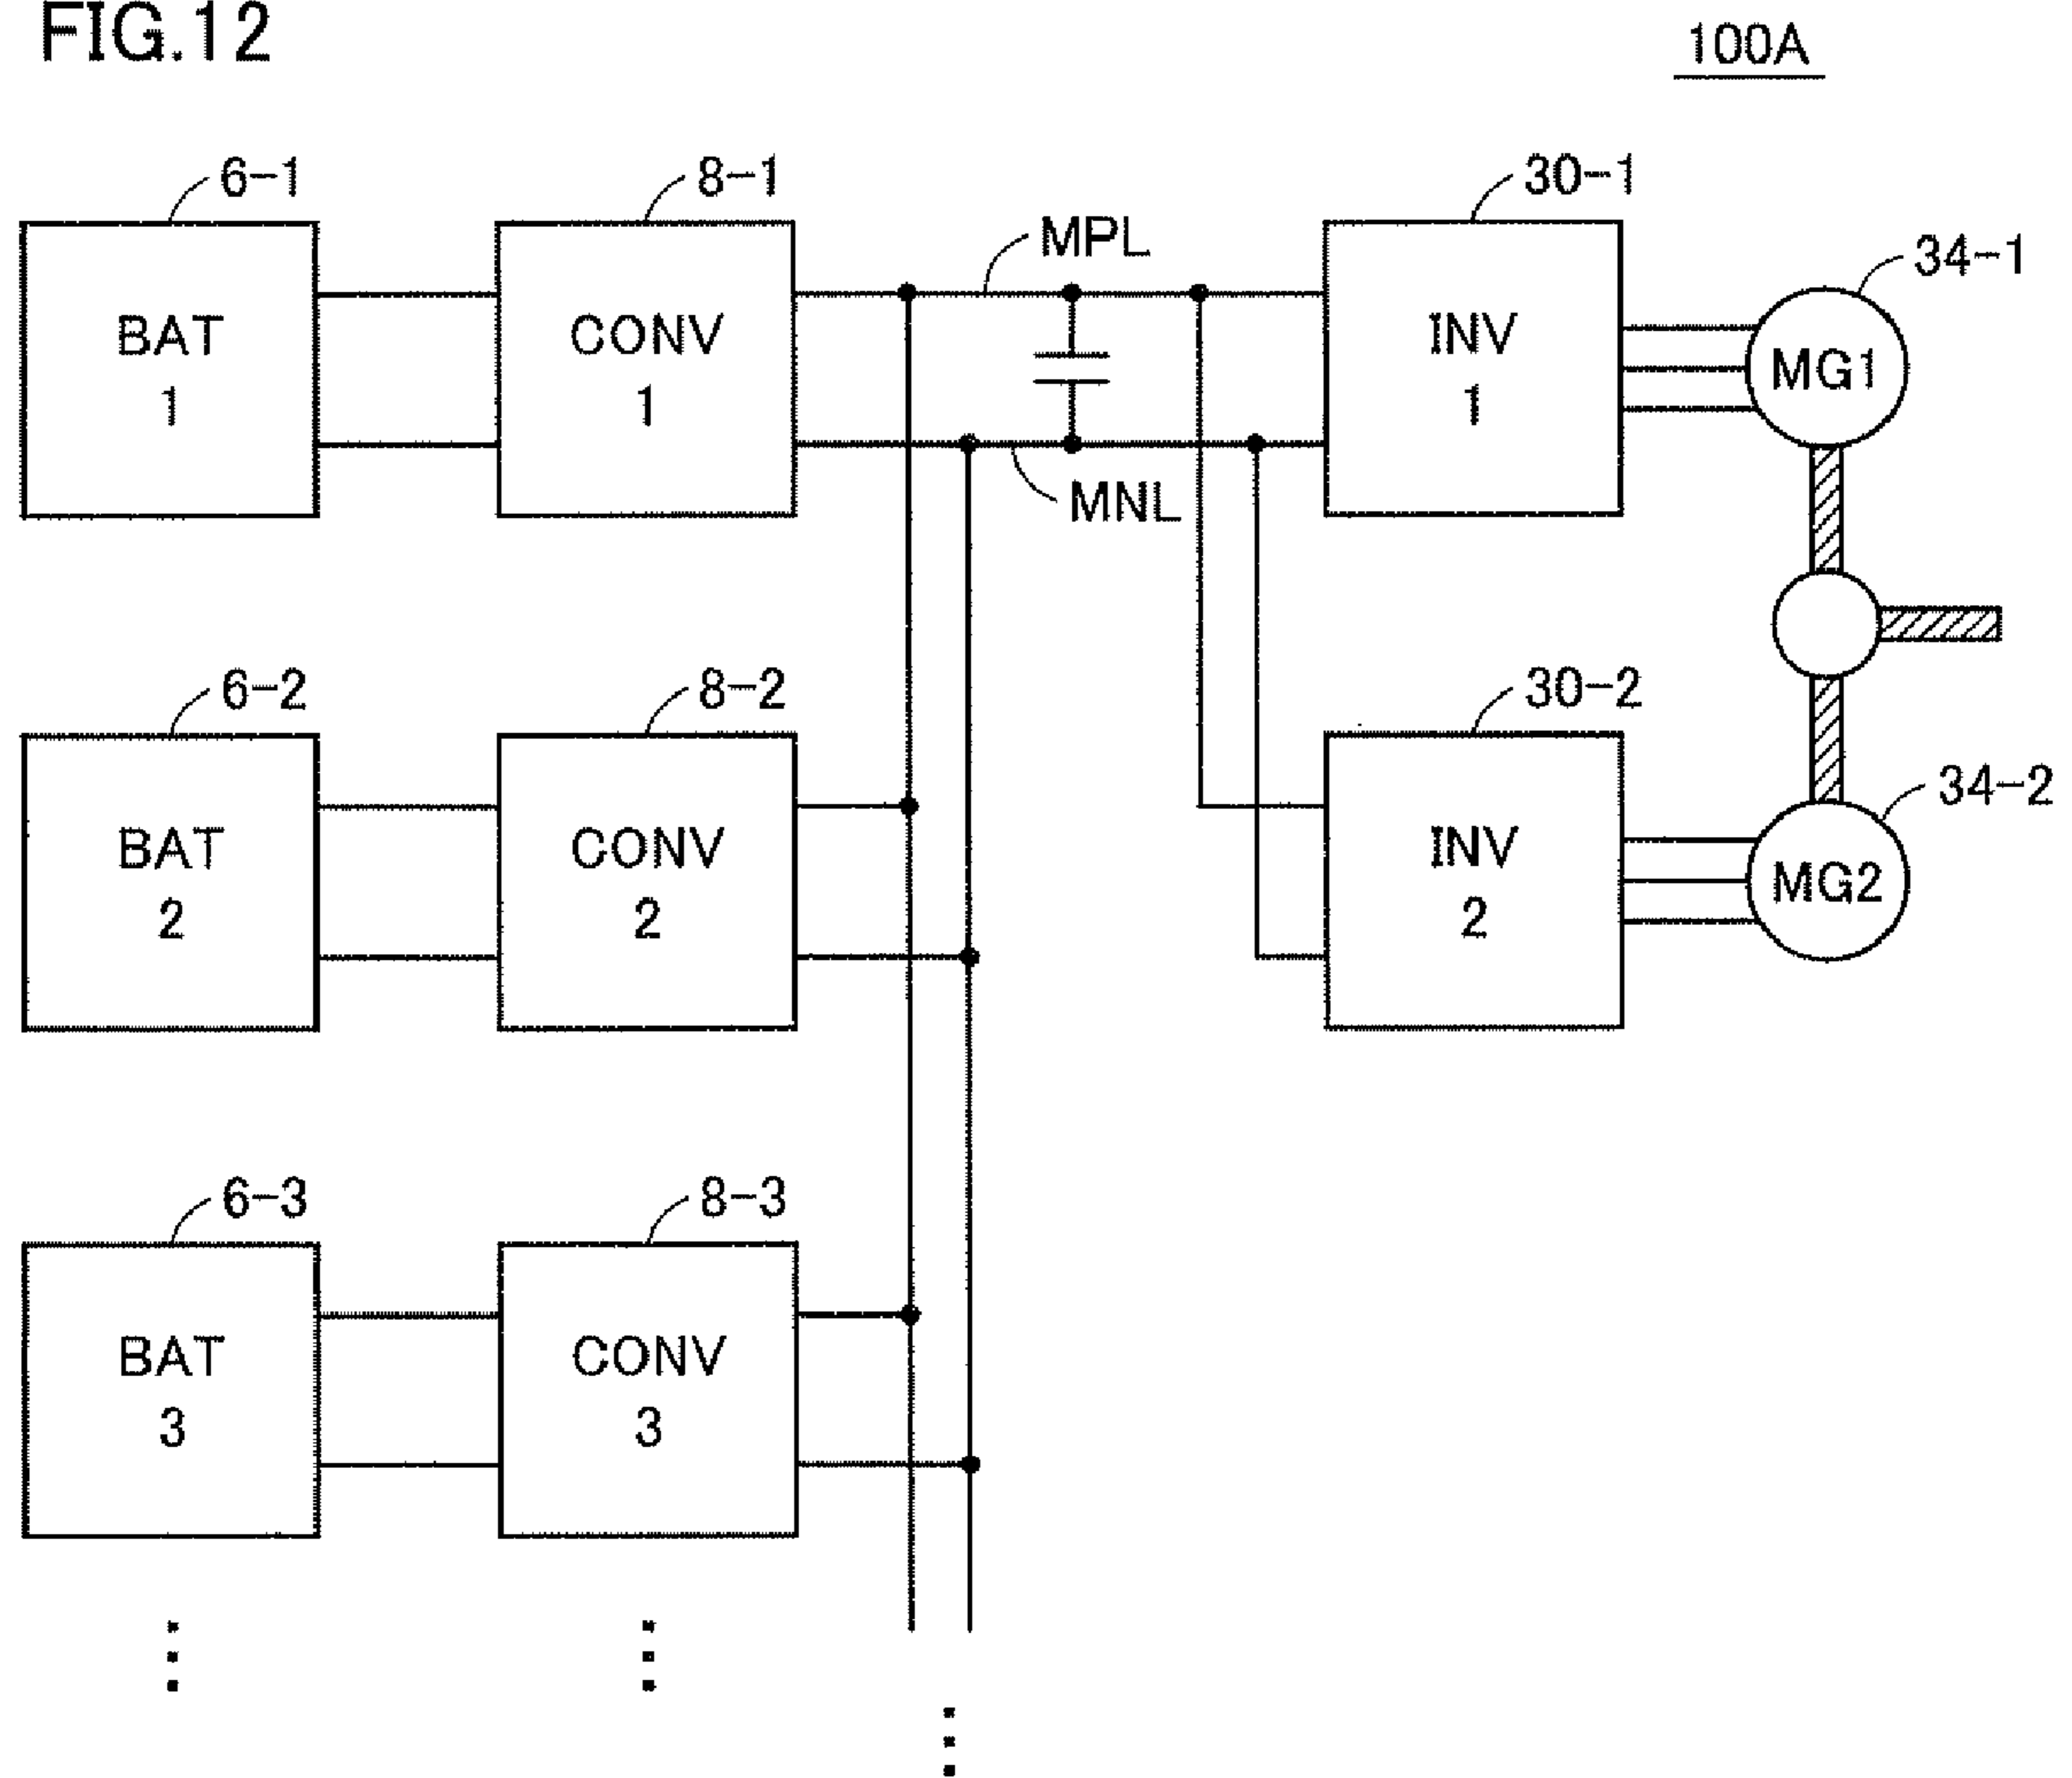 FIG.12
100A
6-1
8-1
30-1
MPL
34-1
BAT
1
CONV
1
INV
1
MG1
MNL
6-2
8-2
30-2
34-2
BAT
2
CONV
2
INV
2
MG2
6-3
8-3
BAT
3
CONV
3